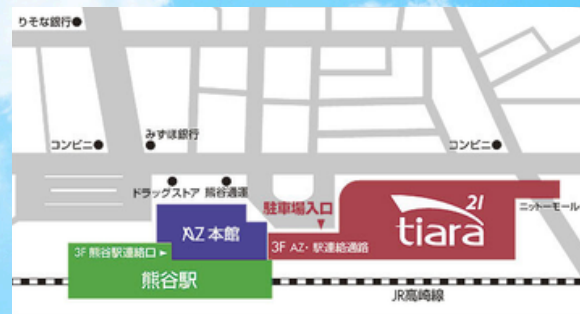 りそな銀行
コンビニ
みずほ銀行
コンビニ
ドラッグストア
熊谷通運
駐車場入口
21
tiara
ニットーモール
AZ 本館
3F 熊谷駅連絡口
3F AZ・駅連絡通路
熊谷駅
JR高崎線